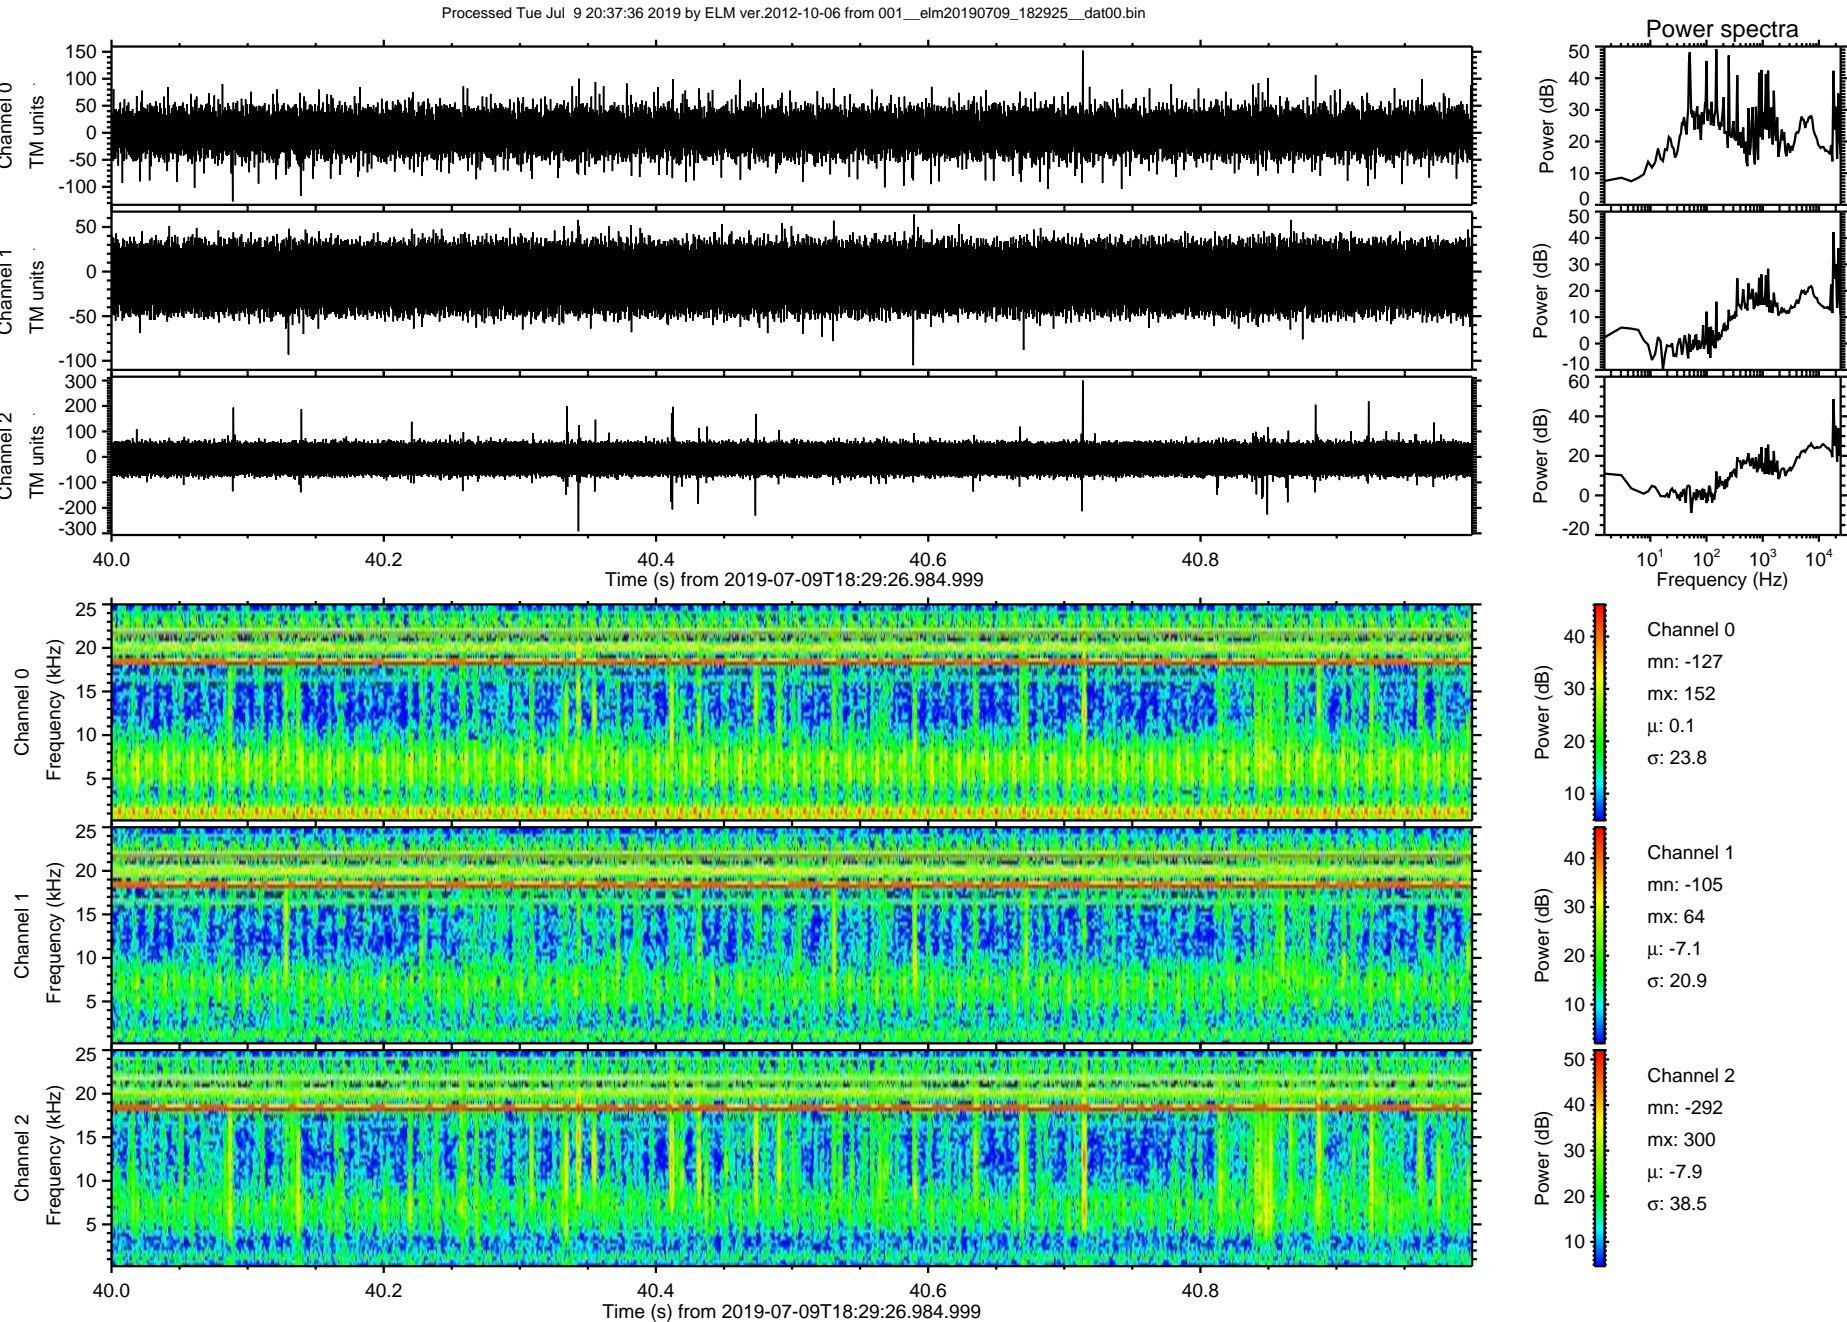 Processed Tue Jul  9 20:37:36 2019 by ELM ver.2012-10-06 from 001__elm20190709_182925__dat00.bin
Power spectra
Channel 0
TM units
150
100
50
0
-50
-100
Power (dB)
50
40
30
20
10
0
Channel 1
TM units
50
0
-50
-100
Power (dB)
50
40
30
20
10
0
-10
Channel 2
TM units
300
200
100
0
-100
-200
-300
Power (dB)
60
40
20
0
-20
40.0 40.2 40.4 40.6 40.8
Time (s) from 2019-07-09T18:29:26.984.999
10¹ 10² 10³ 10⁴
Frequency (Hz)
Channel 0
Frequency (kHz)
25
20
15
10
5
Power (dB)
40
30
20
10
Channel 0
mn: -127
mx: 152
μ: 0.1
σ: 23.8
Channel 1
Frequency (kHz)
25
20
15
10
5
Power (dB)
40
30
20
10
Channel 1
mn: -105
mx: 64
μ: -7.1
σ: 20.9
Channel 2
Frequency (kHz)
25
20
15
10
5
Power (dB)
50
40
30
20
10
Channel 2
mn: -292
mx: 300
μ: -7.9
σ: 38.5
40.0 40.2 40.4 40.6 40.8
Time (s) from 2019-07-09T18:29:26.984.999